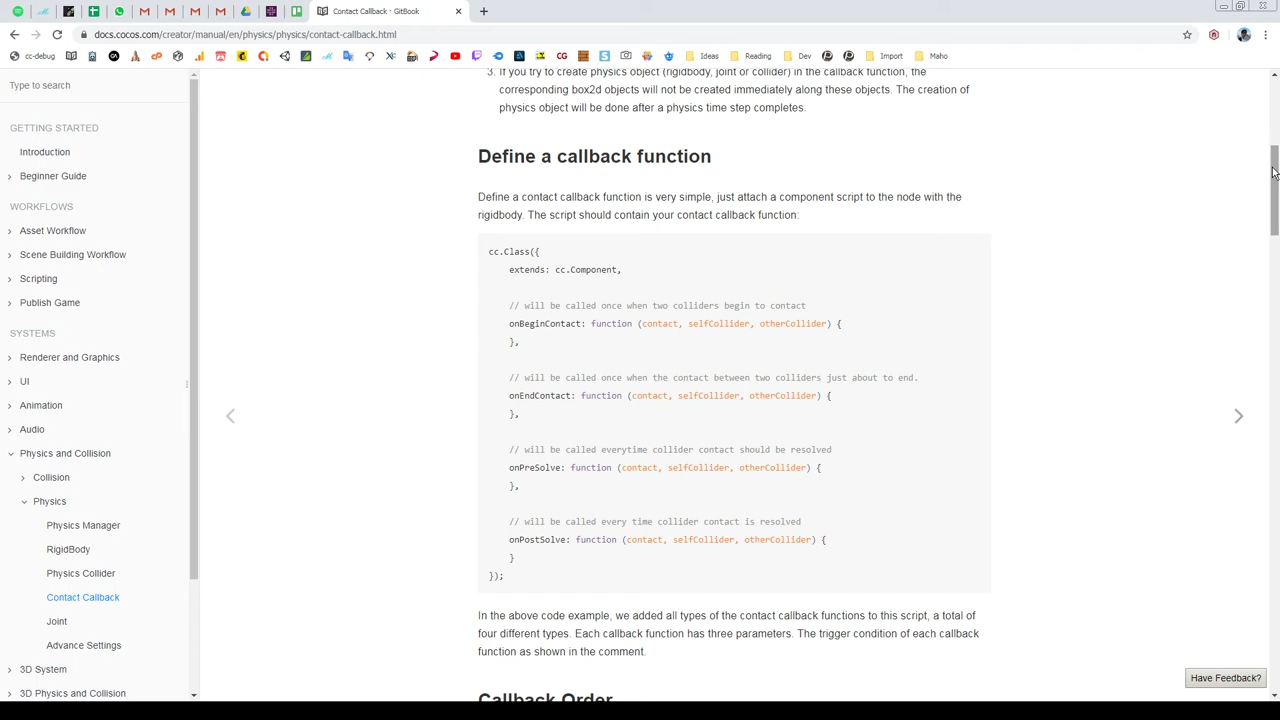 Contact Callback · GitBook
docs.cocos.com/creator/manual/en/physics/physics/contact-callback.html
cc-debug
Ideas
Reading
Dev
Import
Maho
Type to search
GETTING STARTED
Introduction
Beginner Guide
WORKFLOWS
Asset Workflow
Scene Building Workflow
Scripting
Publish Game
SYSTEMS
Renderer and Graphics
UI
Animation
Audio
Physics and Collision
Collision
Physics
Physics Manager
RigidBody
Physics Collider
Contact Callback
Joint
Advance Settings
3D System
3D Physics and Collision
3. If you try to create physics object (rigidbody, joint or collider) in the callback function, the
corresponding box2d objects will not be created immediately along these objects. The creation of
physics object will be done after a physics time step completes.
Define a callback function
Define a contact callback function is very simple, just attach a component script to the node with the
rigidbody. The script should contain your contact callback function:
cc.Class({
extends: cc.Component,
// will be called once when two colliders begin to contact
onBeginContact: function (contact, selfCollider, otherCollider) {
},
// will be called once when the contact between two colliders just about to end.
onEndContact: function (contact, selfCollider, otherCollider) {
},
// will be called everytime collider contact should be resolved
onPreSolve: function (contact, selfCollider, otherCollider) {
},
// will be called every time collider contact is resolved
onPostSolve: function (contact, selfCollider, otherCollider) {
}
});
In the above code example, we added all types of the contact callback functions to this script, a total of
four different types. Each callback function has three parameters. The trigger condition of each callback
function as shown in the comment.
Callback Order
Have Feedback?